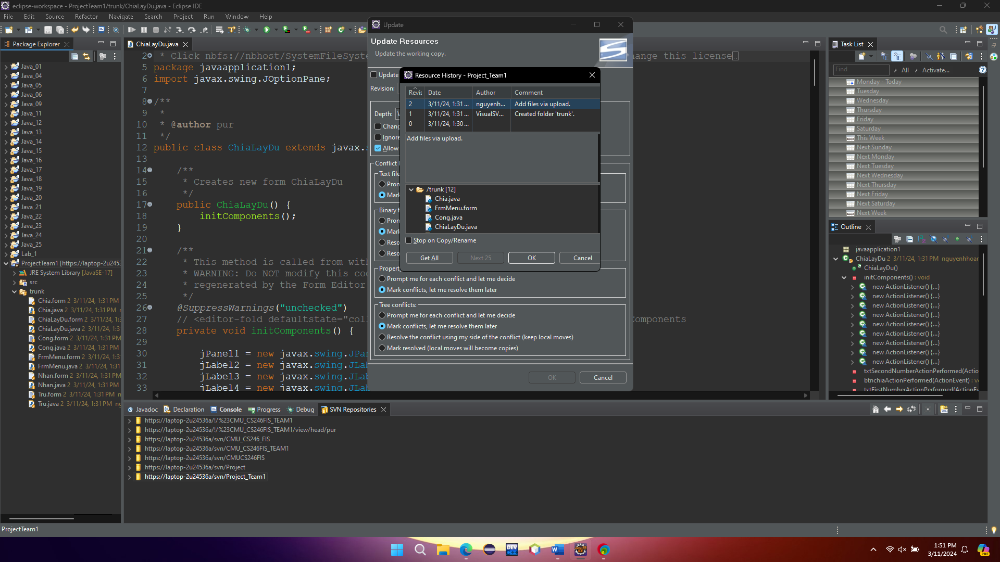 eclipse-workspace - ProjectTeam1/trunk/ChiaLayDu.java - Eclipse IDE
File Edit Source Refactor Navigate Search Project Run Window Help
Package Explorer
Java_01
Java_04
Java_05
Java_06
Java_09
Java_11
Java_12
Java_13
Java_14
Java_15
Java_16
Java_17
Java_18
Java_19
Java_20
Java_21
Java_22
Java_23
Java_24
Java_25
Lab_1
ProjectTeam1 [https://laptop-2u2453
JRE System Library [JavaSE-17]
src
trunk
Chia.form 2 3/11/24, 1:31 PM
Chia.java 2 3/11/24, 1:31 PM
ChiaLayDu.form 2 3/11/24, 1:
ChiaLayDu.java 2 3/11/24, 1:3
Cong.form 2 3/11/24, 1:31 PM
Cong.java 2 3/11/24, 1:31 PM
FrmMenu.form 2 3/11/24, 1:3
FrmMenu.java 2 3/11/24, 1:31
Nhan.form 2 3/11/24, 1:31 PM
Nhan.java 2 3/11/24, 1:31 PM
Tru.form 2 3/11/24, 1:31 PM
Tru.java 2 3/11/24, 1:31 PM ng
ChiaLayDu.java
2 * Click nbfs://nbhost/SystemFileSyste
ange this license
5 package javaapplication1;
6 import javax.swing.JOptionPane;
7
8 /**
9 *
10 * @author pur
11 */
12 public class ChiaLayDu extends javax.s
13
14 /**
15 * Creates new form ChiaLayDu
16 */
17 public ChiaLayDu() {
18 initComponents();
19 }
20
21 /**
22 * This method is called from with
23 * WARNING: Do NOT modify this cod
24 * regenerated by the Form Editor
25 */
26 @SuppressWarnings("unchecked")
27 // <editor-fold defaultstate="coll
Components
28 private void initComponents() {
29
30 jPanel1 = new javax.swing.JPan
31 jLabel2 = new javax.swing.JLab
32 jLabel3 = new javax.swing.JLab
33 jLabel4 = new javax.swing.JLab
Update
Update Resources
Update the working copy.
Update
Revision:
Depth:
Chang
Ignore
Allow
Conflict
Text file
Pron
Mark
Binary f
Pron
Mark
Reso
Reso
Property
Prompt me for each conflict and let me decide
Mark conflicts, let me resolve them later
Tree conflicts:
Prompt me for each conflict and let me decide
Mark conflicts, let me resolve them later
Resolve the conflict using my side of the conflict (keep local moves)
Mark resolved (local moves will become copies)
OK Cancel
Resource History - Project_Team1
Revis Date Author Comment
2 3/11/24, 1:31 ... nguyenh... Add files via upload.
1 3/11/24, 1:31 ... VisualSV... Created folder 'trunk'.
0 3/11/24, 1:30 ...
Add files via upload.
/trunk [12]
Chia.java
FrmMenu.form
Cong.java
ChiaLayDu.java
Stop on Copy/Rename
Get All Next 25 OK Cancel
Task List
Find All Activate...
Monday - Today
Tuesday
Wednesday
Thursday
Friday
Saturday
This Week
Next Sunday
Next Monday
Next Tuesday
Next Wednesday
Next Thursday
Next Friday
Next Saturday
Next Week
Outline
javaapplication1
ChiaLayDu 2 3/11/24, 1:31 PM nguyenhhoar
ChiaLayDu()
initComponents() : void
new ActionListener() {...}
new ActionListener() {...}
new ActionListener() {...}
new ActionListener() {...}
new ActionListener() {...}
new ActionListener() {...}
new ActionListener() {...}
new ActionListener() {...}
new ActionListener() {...}
txtSecondNumberActionPerformed(Actio
btnchiaActionPerformed(ActionEvent) : v
txtFirstNumberActionPerformed(ActionEv
Javadoc Declaration Console Progress Debug SVN Repositories
https://laptop-2u24536a/!/%23CMU_CS246FIS_TEAM1
https://laptop-2u24536a/!/%23CMU_CS246FIS_TEAM1/view/head/pur
https://laptop-2u24536a/svn/CMU_CS246_FIS
https://laptop-2u24536a/svn/CMU_CS246FIS_TEAM1
https://laptop-2u24536a/svn/CMUCS246FIS
https://laptop-2u24536a/svn/Project
https://laptop-2u24536a/svn/Project_Team1
ProjectTeam1
DEV
1:51 PM
3/11/2024
PRE